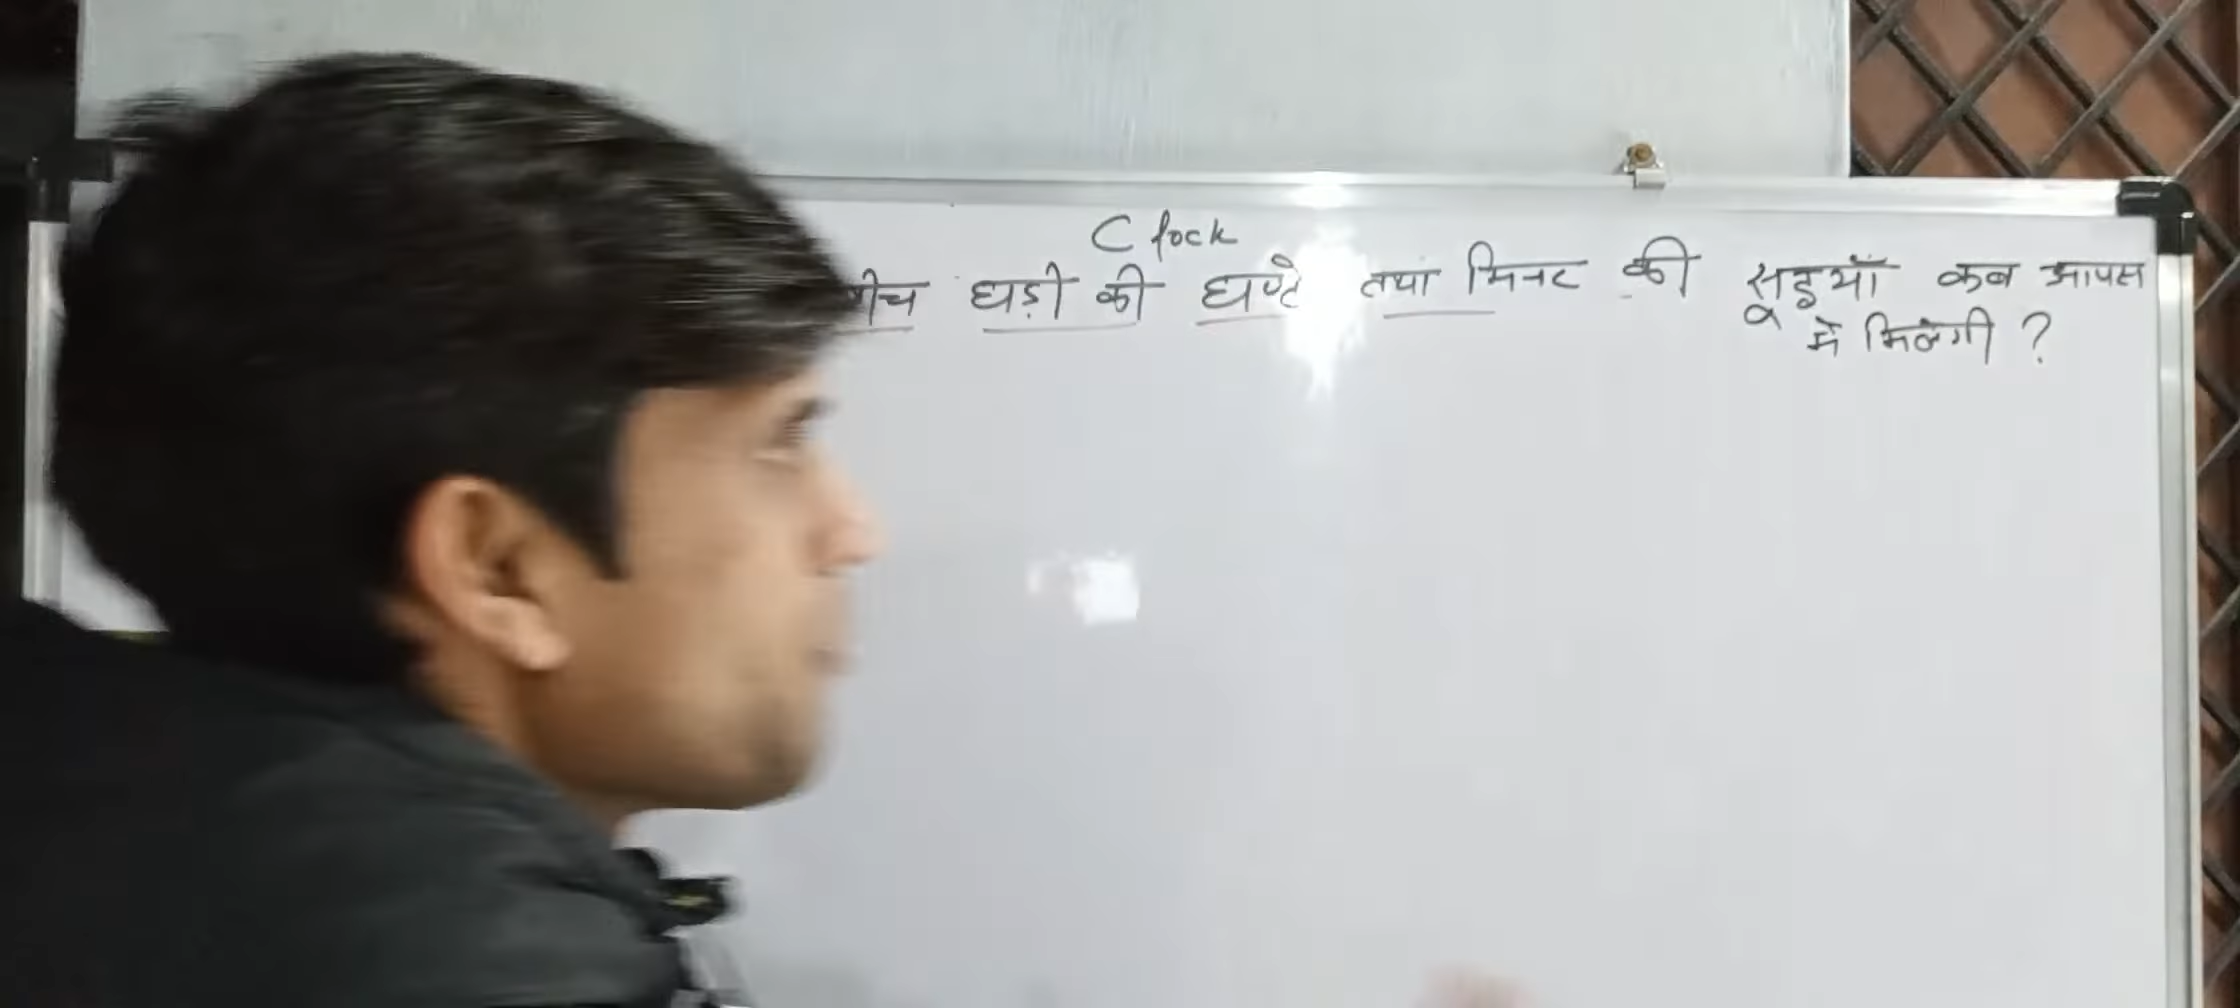 Clock
बीच घड़ी की घण्टे तथा मिनट की सूइयाँ कब आपस
में मिलेगी ?